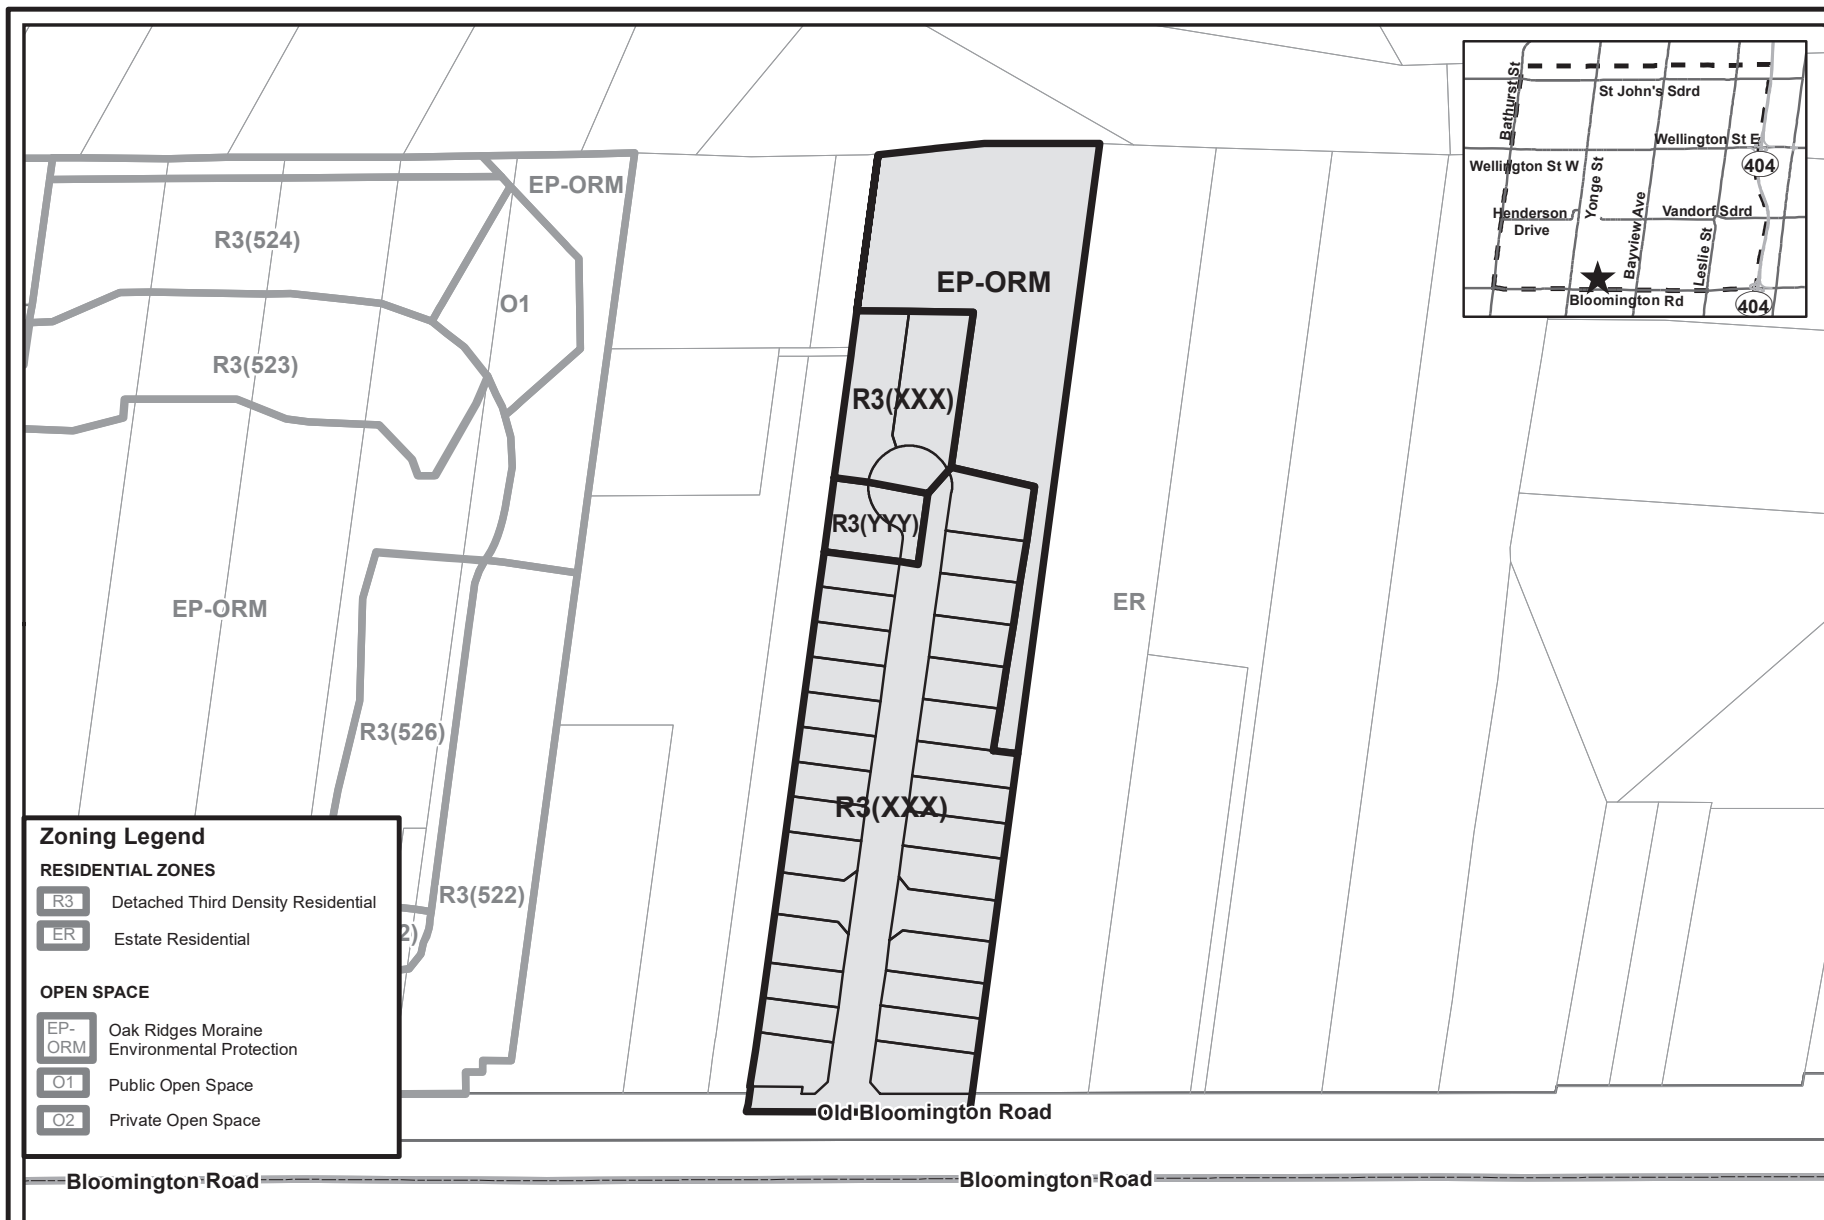 St John's Sdrd
Bathurst St
Wellington St E
404
Wellington St W
Yonge St
Henderson
Drive
Vandorf Sdrd
Bayview Ave
Leslie St
Bloomington Rd
404
EP-ORM
R3(524)
O1
EP-ORM
R3(523)
R3(XXX)
R3(YYY)
EP-ORM
ER
R3(526)
R3(XXX)
R3(522)
2)
Zoning Legend
RESIDENTIAL ZONES
R3 Detached Third Density Residential
ER Estate Residential
OPEN SPACE
EP-
ORM
Oak Ridges Moraine
Environmental Protection
O1 Public Open Space
O2 Private Open Space
Old Bloomington Road
Bloomington Road
Bloomington Road